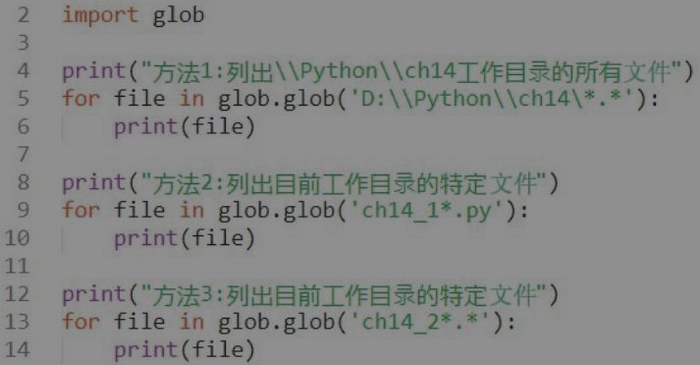 2 import glob
3
4 print("方法1:列出\\Python\\ch14工作目录的所有文件")
5 for file in glob.glob('D:\\Python\\ch14\*.*'):
6     print(file)
7
8 print("方法2:列出目前工作目录的特定文件")
9 for file in glob.glob('ch14_1*.py'):
10     print(file)
11
12 print("方法3:列出目前工作目录的特定文件")
13 for file in glob.glob('ch14_2*.*'):
14     print(file)